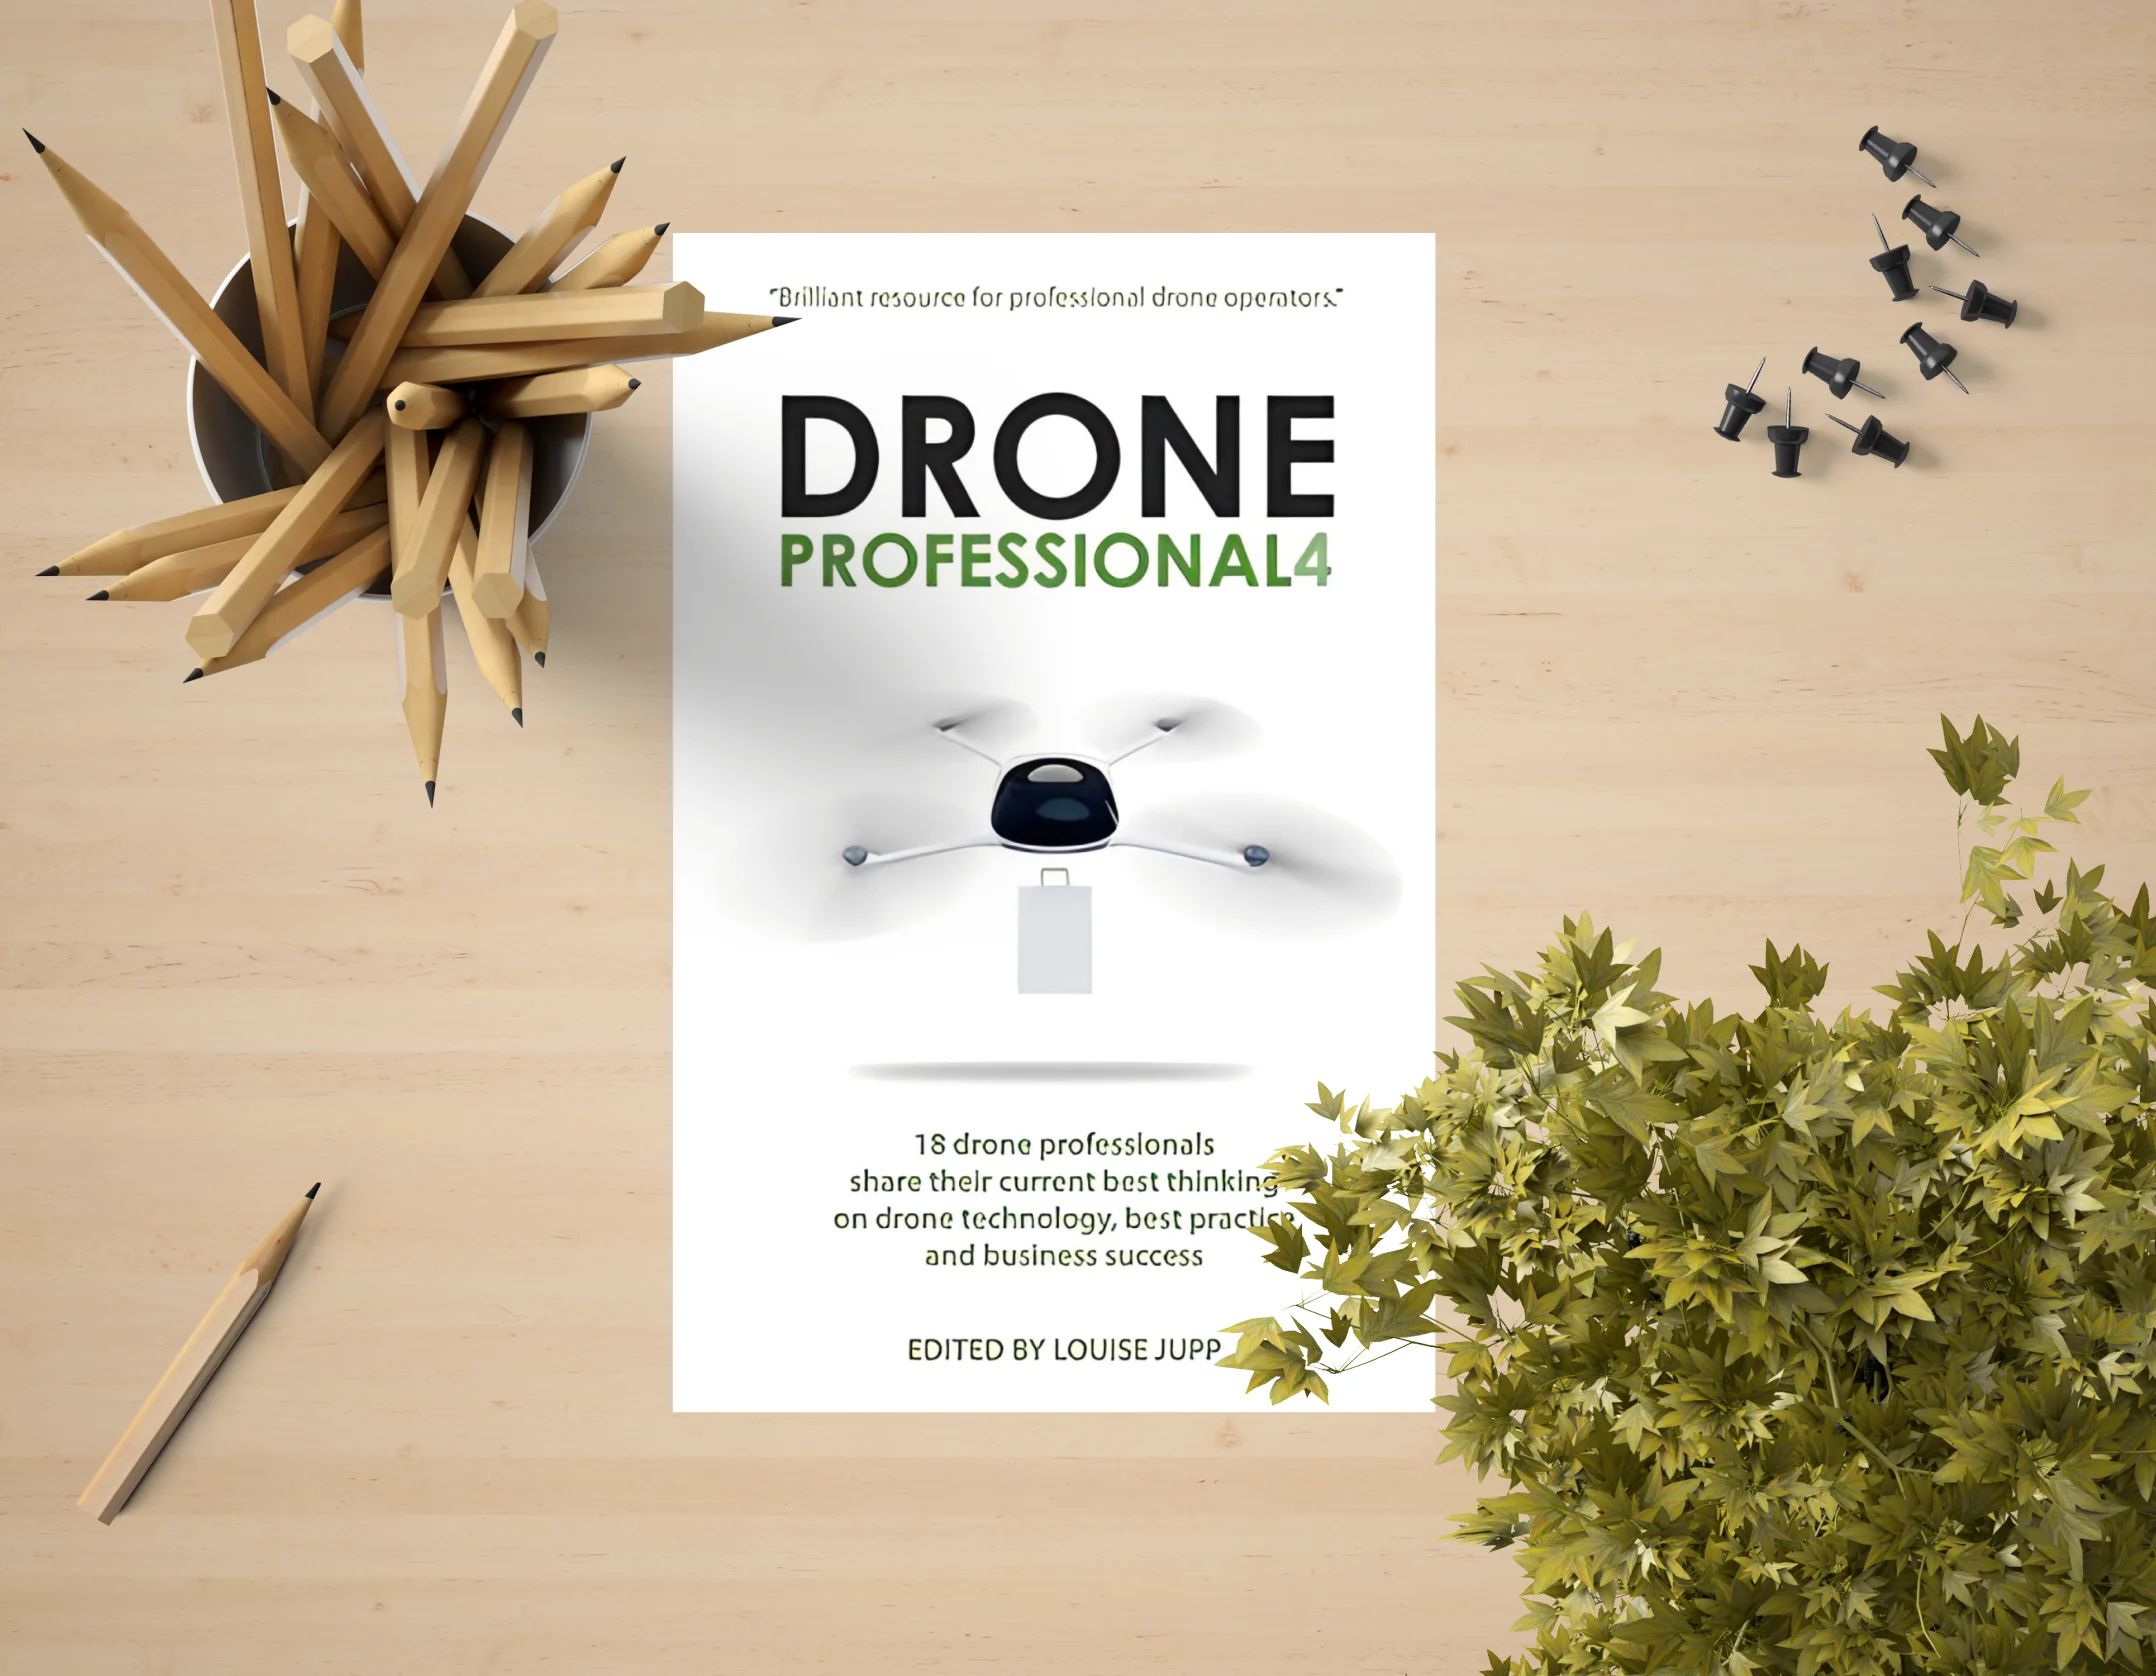 "Brilliant resource for professional drone operators."
DRONE
PROFESSIONAL4
18 drone professionals
share their current best thinking
on drone technology, best practice
and business success
EDITED BY LOUISE JUPP